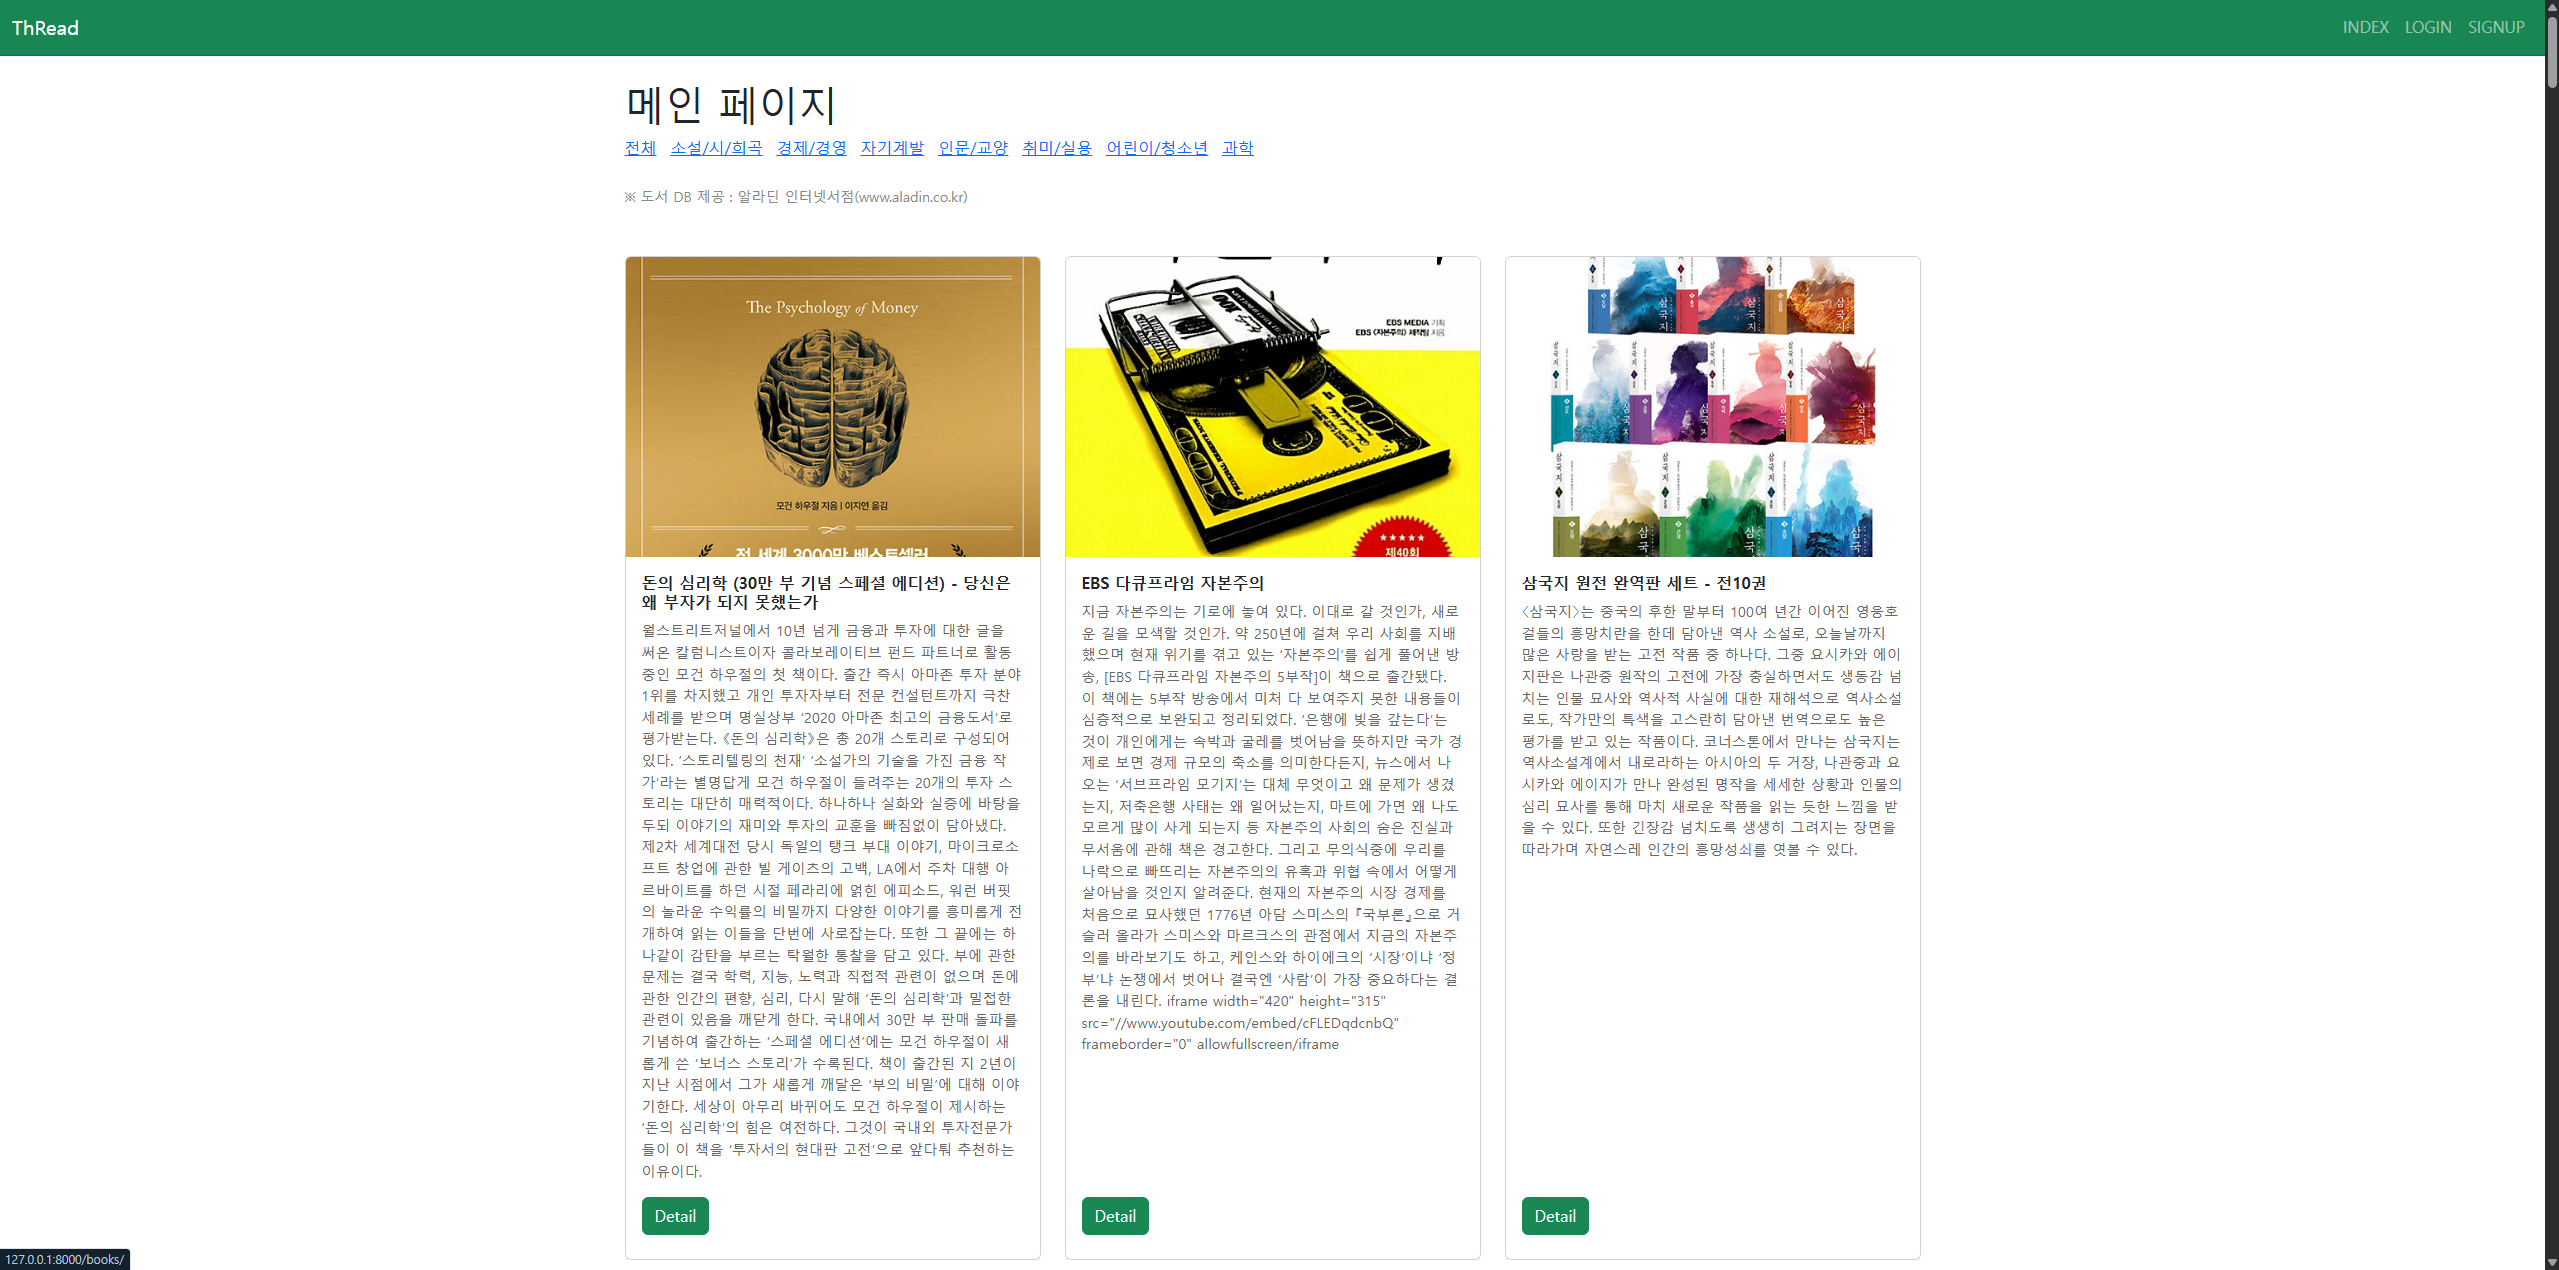 ThRead
INDEX LOGIN SIGNUP
메인 페이지
전체 소설/시/희곡 경제/경영 자기계발 인문/교양 취미/실용 어린이/청소년 과학
※ 도서 DB 제공 : 알라딘 인터넷서점(www.aladin.co.kr)
The Psychology of Money
모건 하우절 지음 | 이지연 옮김
전 세계 3000만 베스트셀러
돈의 심리학 (30만 부 기념 스페셜 에디션) - 당신은
왜 부자가 되지 못했는가
월스트리트저널에서 10년 넘게 금융과 투자에 대한 글을
써온 칼럼니스트이자 콜라보레이티브 펀드 파트너로 활동
중인 모건 하우절의 첫 책이다. 출간 즉시 아마존 투자 분야
1위를 차지했고 개인 투자자부터 전문 컨설턴트까지 극찬
세례를 받으며 명실상부 ‘2020 아마존 최고의 금융도서’로
평가받는다. 《돈의 심리학》은 총 20개 스토리로 구성되어
있다. ‘스토리텔링의 천재’ ‘소설가의 기술을 가진 금융 작
가’라는 별명답게 모건 하우절이 들려주는 20개의 투자 스
토리는 대단히 매력적이다. 하나하나 실화와 실증에 바탕을
두되 이야기의 재미와 투자의 교훈을 빠짐없이 담아냈다.
제2차 세계대전 당시 독일의 탱크 부대 이야기, 마이크로소
프트 창업에 관한 빌 게이츠의 고백, LA에서 주차 대행 아
르바이트를 하던 시절 페라리에 얽힌 에피소드, 워런 버핏
의 놀라운 수익률의 비밀까지 다양한 이야기를 흥미롭게 전
개하여 읽는 이들을 단번에 사로잡는다. 또한 그 끝에는 하
나같이 감탄을 부르는 탁월한 통찰을 담고 있다. 부에 관한
문제는 결국 학력, 지능, 노력과 직접적 관련이 없으며 돈에
관한 인간의 편향, 심리, 다시 말해 ‘돈의 심리학’과 밀접한
관련이 있음을 깨닫게 한다. 국내에서 30만 부 판매 돌파를
기념하여 출간하는 ‘스페셜 에디션’에는 모건 하우절이 새
롭게 쓴 ‘보너스 스토리’가 수록된다. 책이 출간된 지 2년이
지난 시점에서 그가 새롭게 깨달은 ‘부의 비밀’에 대해 이야
기한다. 세상이 아무리 바뀌어도 모건 하우절이 제시하는
‘돈의 심리학’의 힘은 여전하다. 그것이 국내외 투자전문가
들이 이 책을 ‘투자서의 현대판 고전’으로 앞다퉈 추천하는
이유이다.
Detail
EBS MEDIA 기획
EBS 〈자본주의〉 제작팀 지음
제40회
EBS 다큐프라임 자본주의
지금 자본주의는 기로에 놓여 있다. 이대로 갈 것인가, 새로
운 길을 모색할 것인가. 약 250년에 걸쳐 우리 사회를 지배
했으며 현재 위기를 겪고 있는 ‘자본주의’를 쉽게 풀어낸 방
송, [EBS 다큐프라임 자본주의 5부작]이 책으로 출간됐다.
이 책에는 5부작 방송에서 미처 다 보여주지 못한 내용들이
심층적으로 보완되고 정리되었다. ‘은행에 빚을 갚는다’는
것이 개인에게는 속박과 굴레를 벗어남을 뜻하지만 국가 경
제로 보면 경제 규모의 축소를 의미한다든지, 뉴스에서 나
오는 ‘서브프라임 모기지’는 대체 무엇이고 왜 문제가 생겼
는지, 저축은행 사태는 왜 일어났는지, 마트에 가면 왜 나도
모르게 많이 사게 되는지 등 자본주의 사회의 숨은 진실과
무서움에 관해 책은 경고한다. 그리고 무의식중에 우리를
나락으로 빠뜨리는 자본주의의 유혹과 위협 속에서 어떻게
살아남을 것인지 알려준다. 현재의 자본주의 시장 경제를
처음으로 묘사했던 1776년 아담 스미스의 『국부론』으로 거
슬러 올라가 스미스와 마르크스의 관점에서 지금의 자본주
의를 바라보기도 하고, 케인스와 하이에크의 ‘시장’이냐 ‘정
부’냐 논쟁에서 벗어나 결국엔 ‘사람’이 가장 중요하다는 결
론을 내린다. iframe width="420" height="315"
src="//www.youtube.com/embed/cFLEDqdcnbQ"
frameborder="0" allowfullscreen/iframe
Detail
삼국지
삼국지 원전 완역판 세트 - 전10권
〈삼국지〉는 중국의 후한 말부터 100여 년간 이어진 영웅호
걸들의 흥망치란을 한데 담아낸 역사 소설로, 오늘날까지
많은 사랑을 받는 고전 작품 중 하나다. 그중 요시카와 에이
지판은 나관중 원작의 고전에 가장 충실하면서도 생동감 넘
치는 인물 묘사와 역사적 사실에 대한 재해석으로 역사소설
로도, 작가만의 특색을 고스란히 담아낸 번역으로도 높은
평가를 받고 있는 작품이다. 코너스톤에서 만나는 삼국지는
역사소설계에서 내로라하는 아시아의 두 거장, 나관중과 요
시카와 에이지가 만나 완성된 명작을 세세한 상황과 인물의
심리 묘사를 통해 마치 새로운 작품을 읽는 듯한 느낌을 받
을 수 있다. 또한 긴장감 넘치도록 생생히 그려지는 장면을
따라가며 자연스레 인간의 흥망성쇠를 엿볼 수 있다.
Detail
127.0.0.1:8000/books/